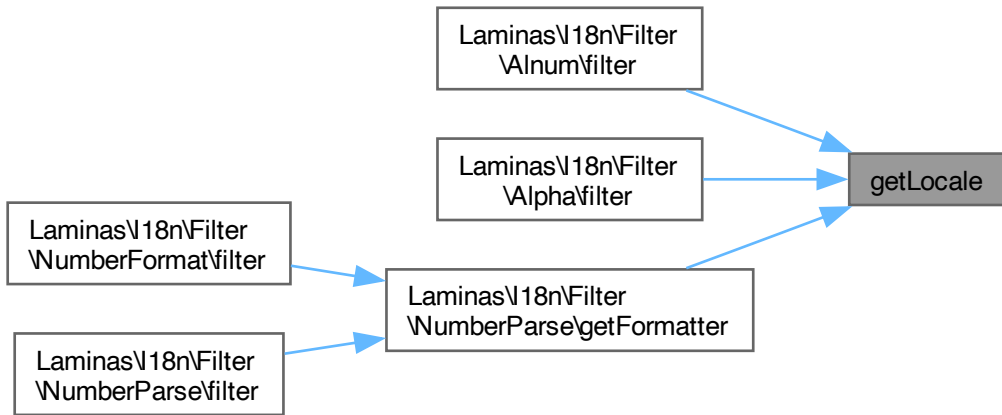 Laminas\I18n\Filter
\Alnum\filter
Laminas\I18n\Filter
\Alpha\filter
getLocale
Laminas\I18n\Filter
\NumberFormat\filter
Laminas\I18n\Filter
\NumberParse\getFormatter
Laminas\I18n\Filter
\NumberParse\filter